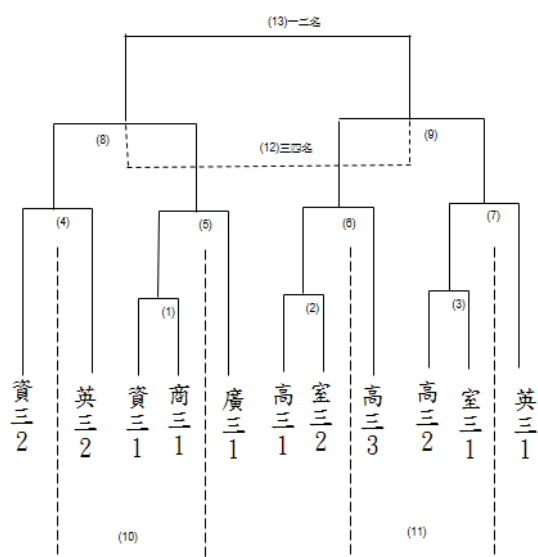 (13)一二名
(8)
(12)三四名
(9)
(4)
(5)
(6)
(7)
(1)
(2)
(3)
資三2
英三2
資三1
商三1
廣三1
高三1
室三2
高三3
高三2
室三1
英三1
(10)
(11)